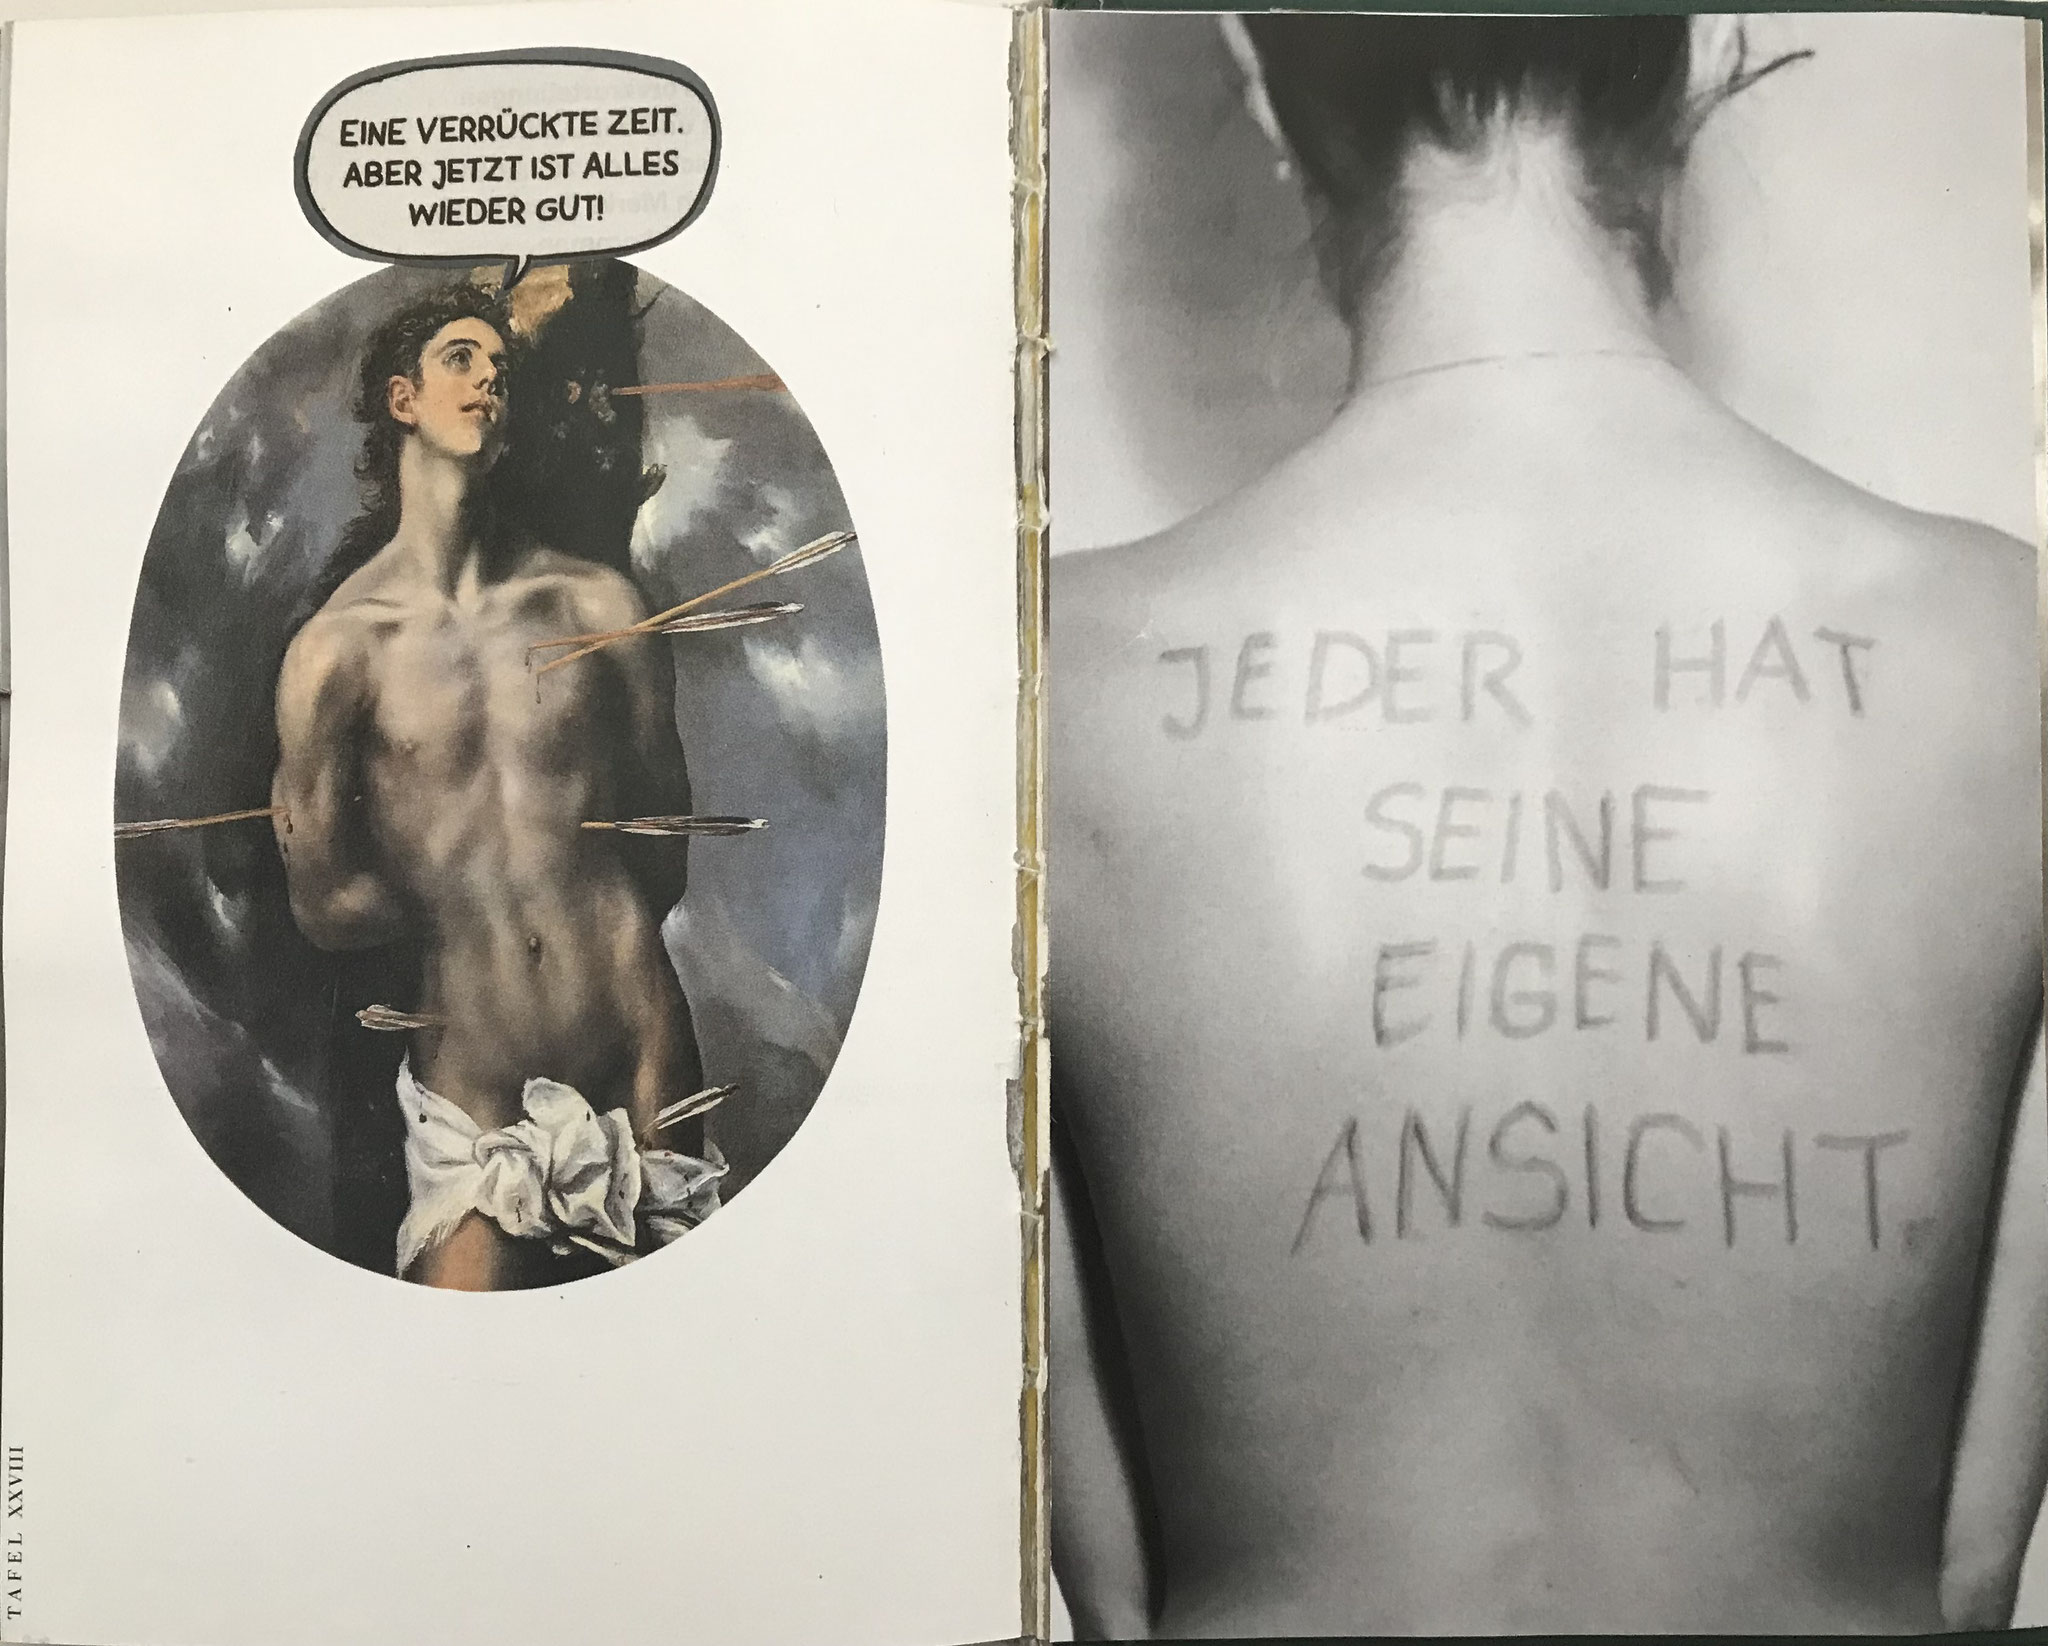 EINE VERRÜCKTE ZEIT.
ABER JETZT IST ALLES
WIEDER GUT!
TAFEL XXVIII
JEDER HAT
SEINE
EIGENE
ANSICHT